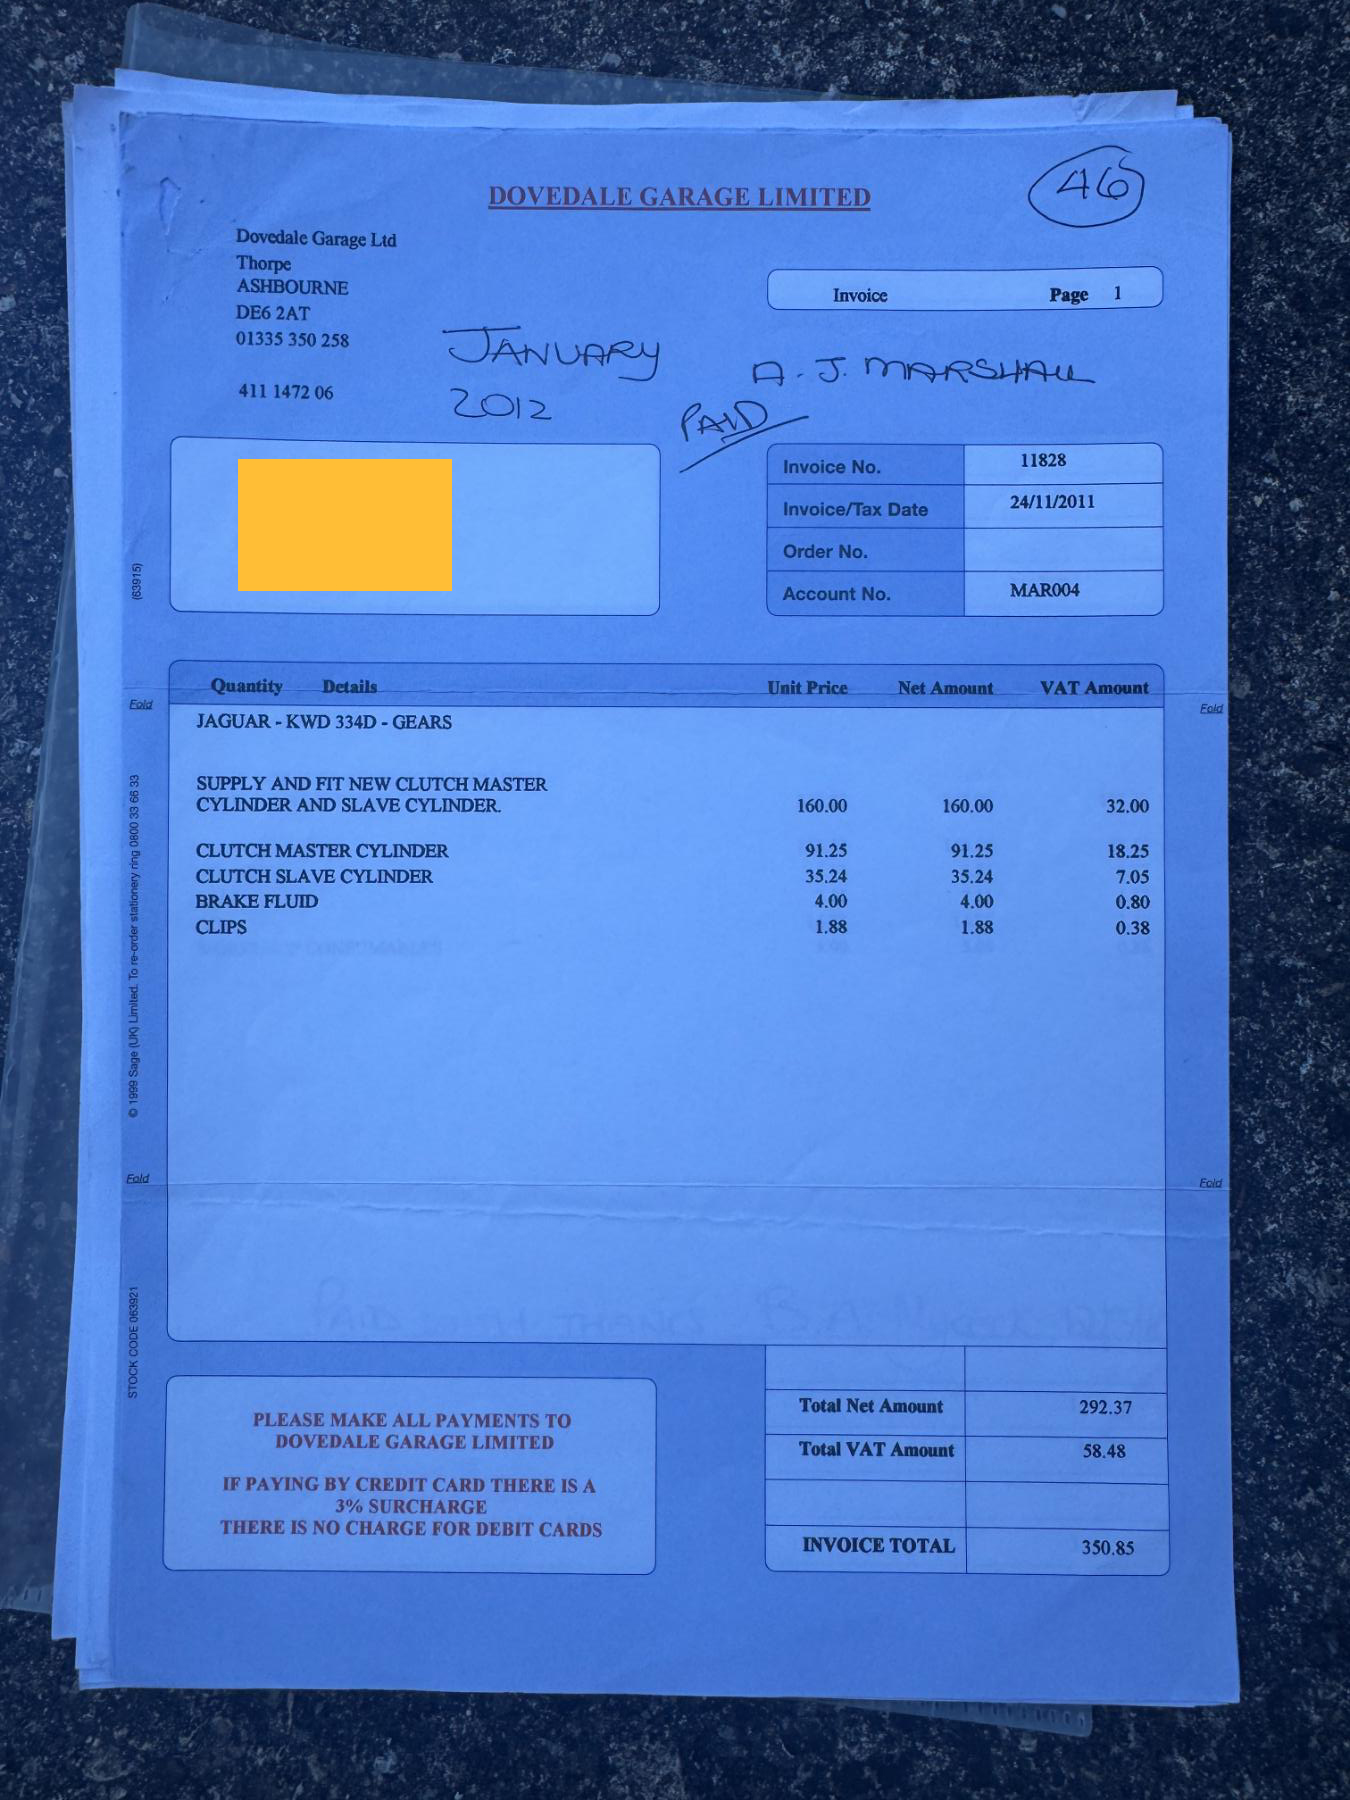 DOVEDALE GARAGE LIMITED
46
Dovedale Garage Ltd
Thorpe
ASHBOURNE
DE6 2AT
01335 350 258
411 1472 06
Invoice Page 1
JANUARY
2012
A. J. MARSHALL
PAID
Invoice No. 11828
Invoice/Tax Date 24/11/2011
Order No.
Account No. MAR004
(63915)
Quantity Details Unit Price Net Amount VAT Amount
Fold
Fold
JAGUAR - KWD 334D - GEARS
SUPPLY AND FIT NEW CLUTCH MASTER
CYLINDER AND SLAVE CYLINDER. 160.00 160.00 32.00
CLUTCH MASTER CYLINDER 91.25 91.25 18.25
CLUTCH SLAVE CYLINDER 35.24 35.24 7.05
BRAKE FLUID 4.00 4.00 0.80
CLIPS 1.88 1.88 0.38
© 1999 Sage (UK) Limited. To re-order stationery ring 0800 33 66 33
Fold
Fold
STOCK CODE 063921
PLEASE MAKE ALL PAYMENTS TO
DOVEDALE GARAGE LIMITED
IF PAYING BY CREDIT CARD THERE IS A
3% SURCHARGE
THERE IS NO CHARGE FOR DEBIT CARDS
Total Net Amount 292.37
Total VAT Amount 58.48
INVOICE TOTAL 350.85